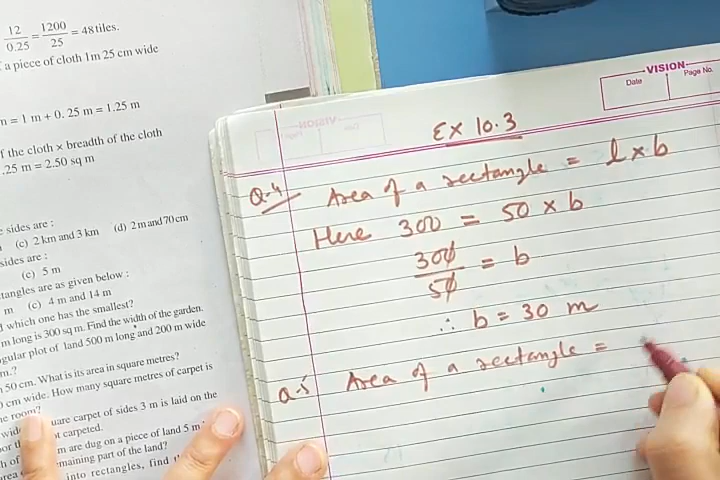 12/0.25 = 1200/25 = 48 tiles.
a piece of cloth 1m 25 cm wide
= 1 m + 0. 25 m = 1.25 m
f the cloth × breadth of the cloth
.25 m = 2.50 sq m
sides are :
(c) 2 km and 3 km (d) 2 m and 70 cm
sides are :
(c) 5 m
tangles are as given below :
m (c) 4 m and 14 m
which one has the smallest?
m long is 300 sq m. Find the width of the garden.
gular plot of land 500 m long and 200 m wide
m.?
50 cm. What is its area in square metres?
cm wide. How many square metres of carpet is
room?
uare carpet of sides 3 m is laid on the
t carpeted.
m are dug on a piece of land 5 m
maining part of the land?
into rectangles, find
VISION
Date Page No.
EX 10.3
Q.4 Area of a rectangle = l × b
Here 300 = 50 × b
300/50 = b
∴ b = 30 m
Q.5 Area of a rectangle =